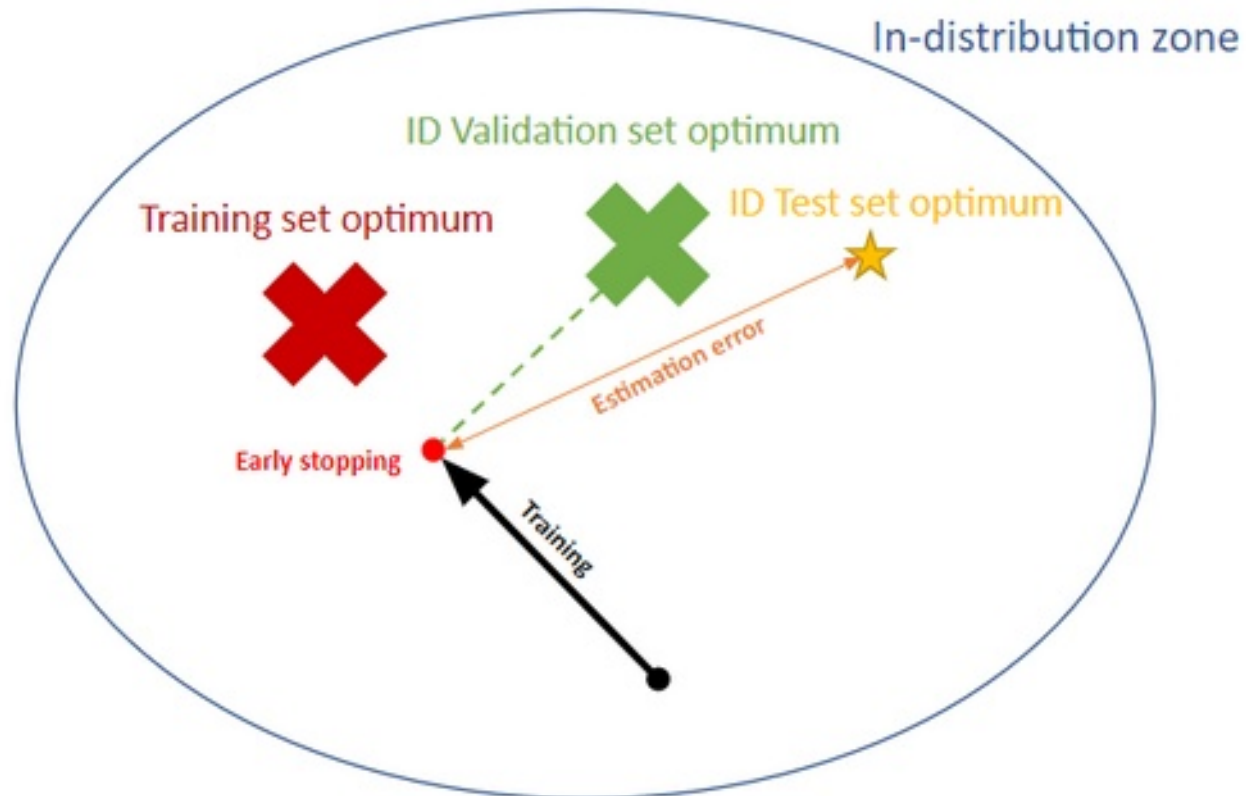 In-distribution zone
ID Validation set optimum
ID Test set optimum
Training set optimum
Estimation error
Early stopping
Training